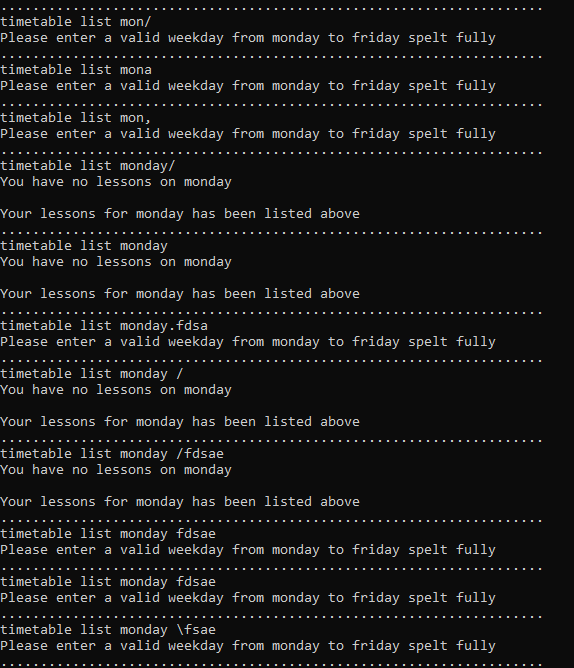 ....................................................................
timetable list mon/
Please enter a valid weekday from monday to friday spelt fully
....................................................................
timetable list mona
Please enter a valid weekday from monday to friday spelt fully
....................................................................
timetable list mon,
Please enter a valid weekday from monday to friday spelt fully
....................................................................
timetable list monday/
You have no lessons on monday

Your lessons for monday has been listed above
....................................................................
timetable list monday
You have no lessons on monday

Your lessons for monday has been listed above
....................................................................
timetable list monday.fdsa
Please enter a valid weekday from monday to friday spelt fully
....................................................................
timetable list monday /
You have no lessons on monday

Your lessons for monday has been listed above
....................................................................
timetable list monday /fdsae
You have no lessons on monday

Your lessons for monday has been listed above
....................................................................
timetable list monday fdsae
Please enter a valid weekday from monday to friday spelt fully
....................................................................
timetable list monday fdsae
Please enter a valid weekday from monday to friday spelt fully
....................................................................
timetable list monday \fsae
Please enter a valid weekday from monday to friday spelt fully
....................................................................